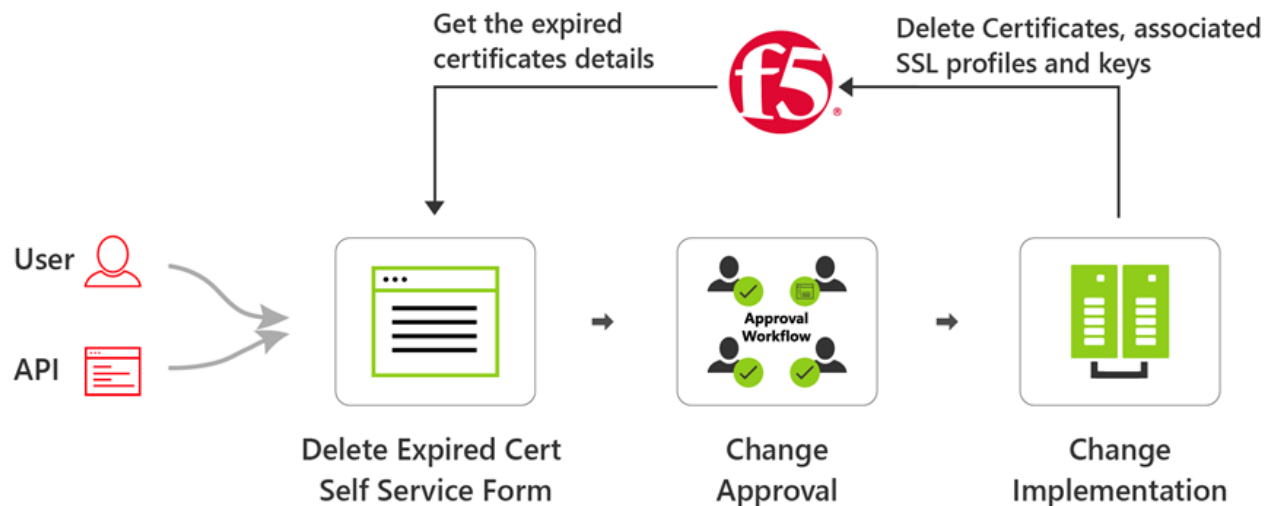 Get the expired
certificates details
f5®
Delete Certificates, associated
SSL profiles and keys
User
API
Approval
Workflow
Delete Expired Cert
Self Service Form
Change
Approval
Change
Implementation